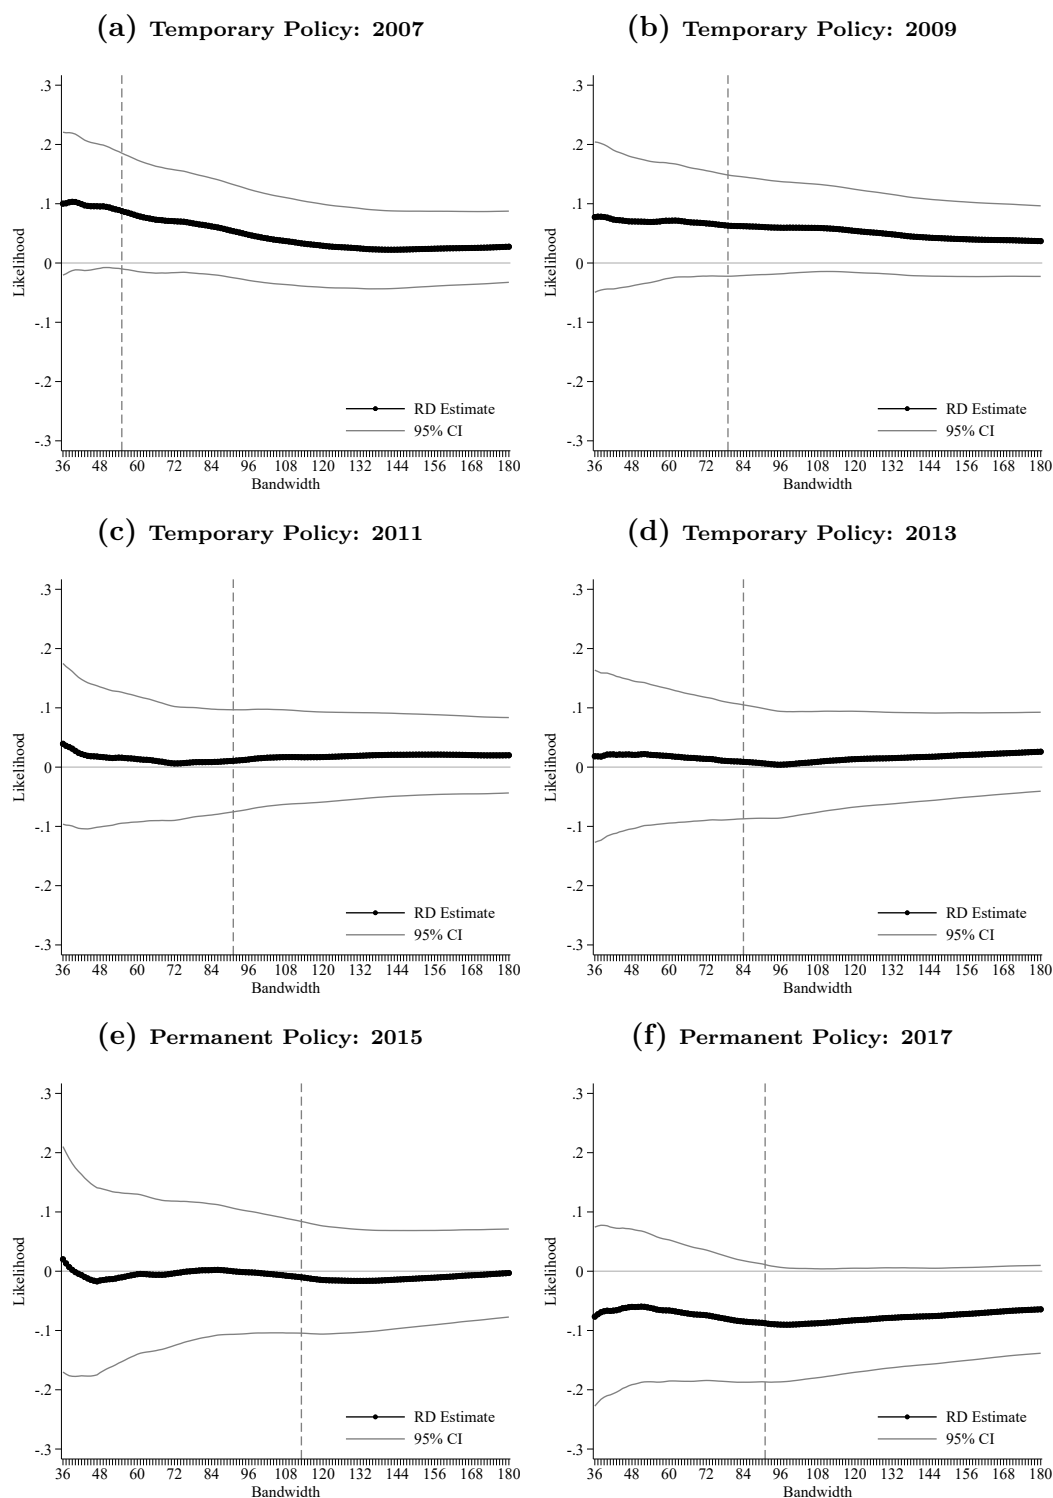 (a) Temporary Policy: 2007
.3
.2
.1
0
-.1
-.2
-.3
Likelihood
RD Estimate
95% CI
36 48 60 72 84 96 108 120 132 144 156 168 180
Bandwidth
(b) Temporary Policy: 2009
.3
.2
.1
0
-.1
-.2
-.3
Likelihood
RD Estimate
95% CI
36 48 60 72 84 96 108 120 132 144 156 168 180
Bandwidth
(c) Temporary Policy: 2011
.3
.2
.1
0
-.1
-.2
-.3
Likelihood
RD Estimate
95% CI
36 48 60 72 84 96 108 120 132 144 156 168 180
Bandwidth
(d) Temporary Policy: 2013
.3
.2
.1
0
-.1
-.2
-.3
Likelihood
RD Estimate
95% CI
36 48 60 72 84 96 108 120 132 144 156 168 180
Bandwidth
(e) Permanent Policy: 2015
.3
.2
.1
0
-.1
-.2
-.3
Likelihood
RD Estimate
95% CI
36 48 60 72 84 96 108 120 132 144 156 168 180
Bandwidth
(f) Permanent Policy: 2017
.3
.2
.1
0
-.1
-.2
-.3
Likelihood
RD Estimate
95% CI
36 48 60 72 84 96 108 120 132 144 156 168 180
Bandwidth